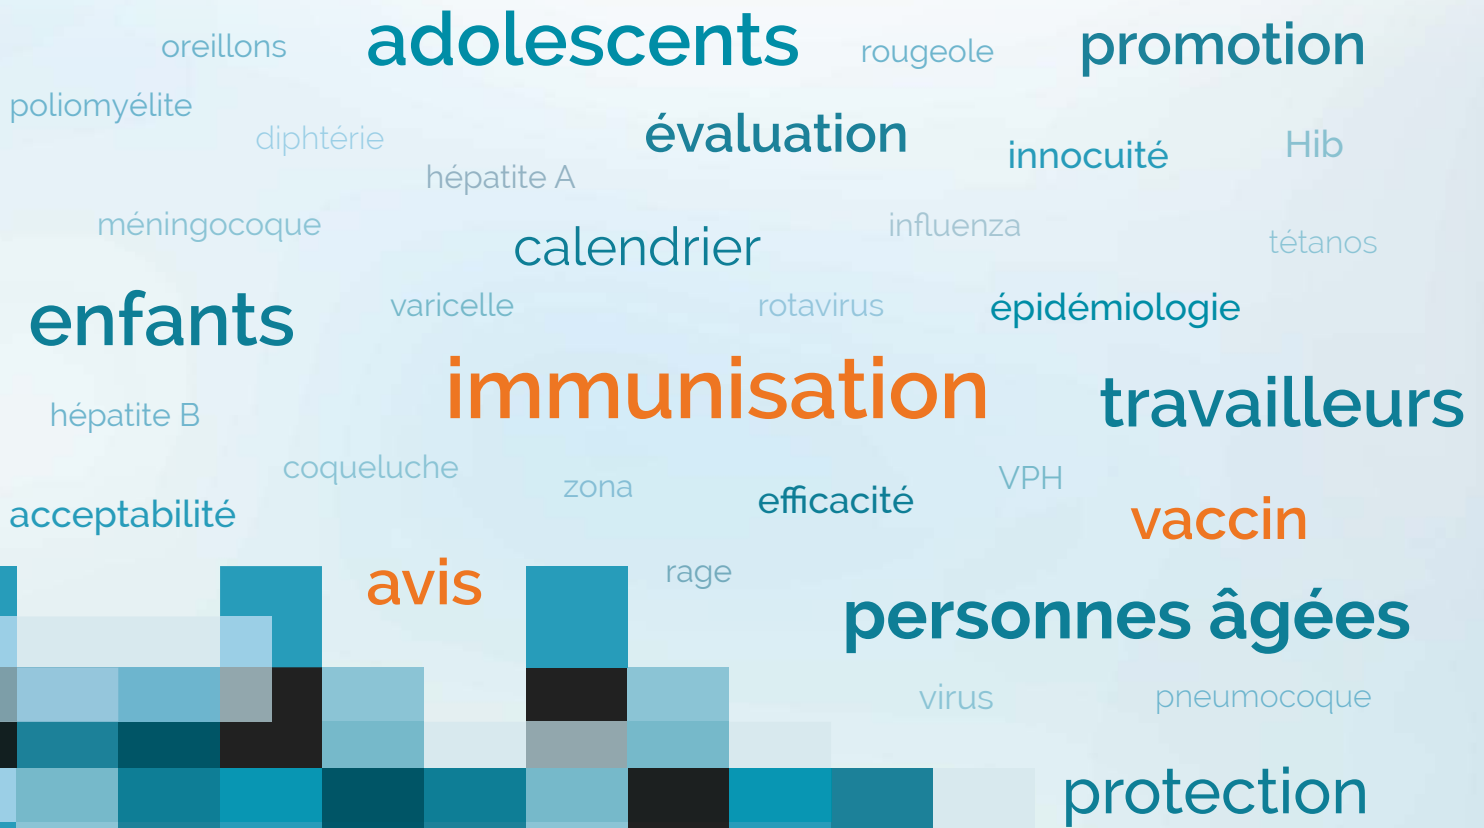 oreillons
adolescents
rougeole
promotion
poliomyélite
diphtérie
évaluation
innocuité
Hib
hépatite A
méningocoque
calendrier
influenza
tétanos
enfants
varicelle
rotavirus
épidémiologie
immunisation
travailleurs
hépatite B
coqueluche
zona
efficacité
VPH
acceptabilité
vaccin
avis
rage
personnes âgées
virus
pneumocoque
protection